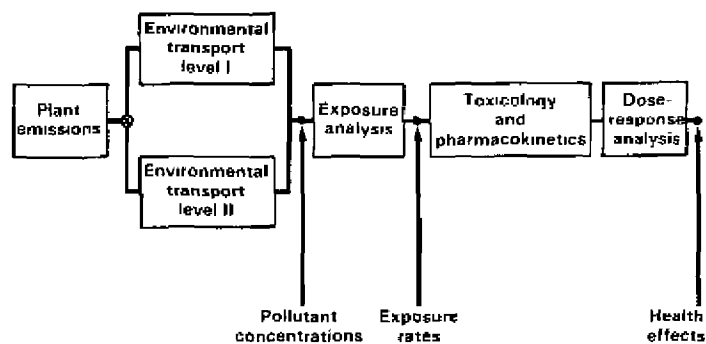 Environmental
transport
level I
Plant
emissions
Environmental
transport
level II
Exposure
analysis
Toxicology
and
pharmacokinetics
Dose-
response
analysis
Pollutant
concentrations
Exposure
rates
Health
effects